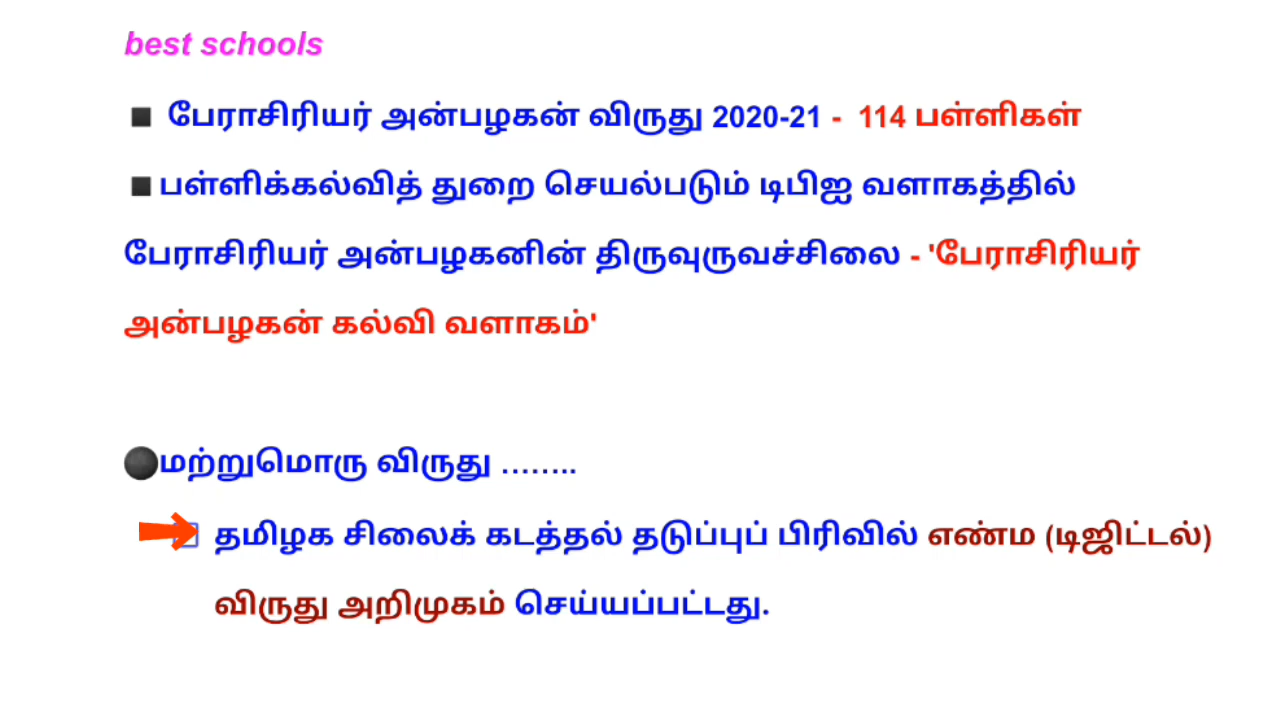 best schools
◾ பேராசிரியர் அன்பழகன் விருது 2020-21 - 114 பள்ளிகள்
◾பள்ளிக்கல்வித் துறை செயல்படும் டிபிஐ வளாகத்தில்
பேராசிரியர் அன்பழகனின் திருவுருவச்சிலை - 'பேராசிரியர்
அன்பழகன் கல்வி வளாகம்'
⚫மற்றுமொரு விருது ........
தமிழக சிலைக் கடத்தல் தடுப்புப் பிரிவில் எண்ம (டிஜிட்டல்)
விருது அறிமுகம் செய்யப்பட்டது.